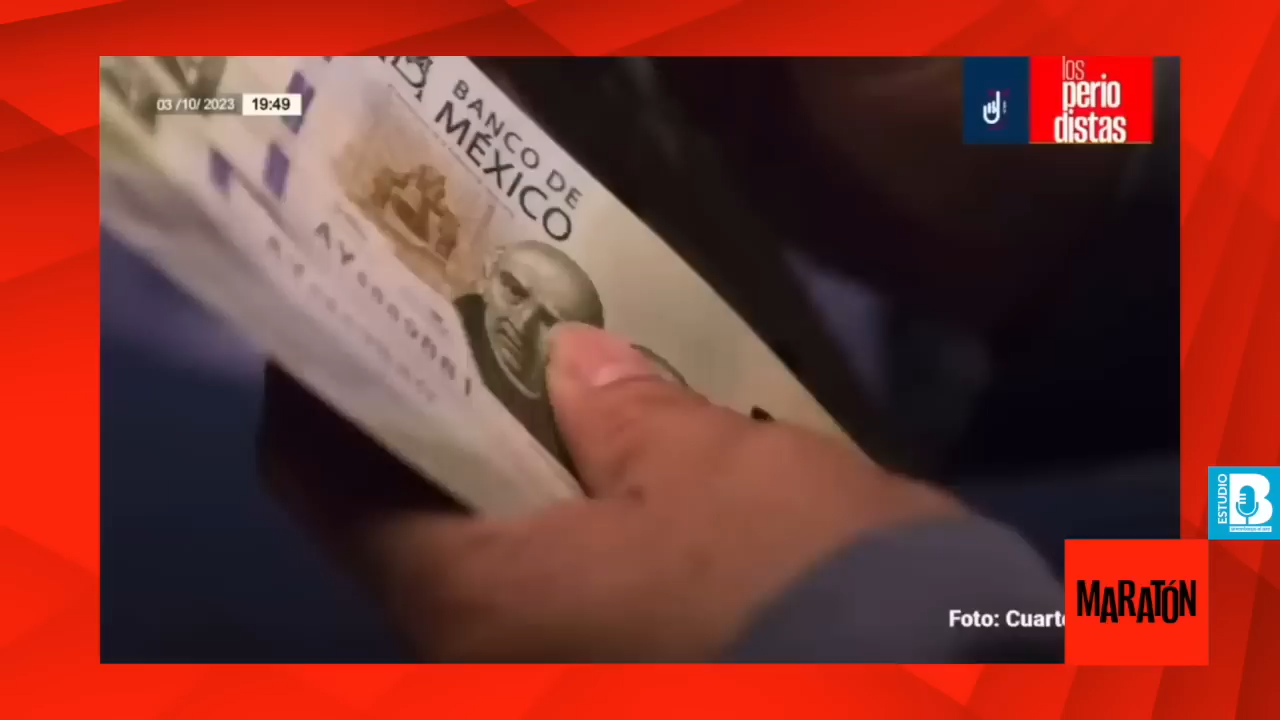 03 /10/ 2023 19:49
los
perio
distas
BANCO DE
MÉXICO
ESTUDIO
B
MARATÓN
Foto: Cuarto